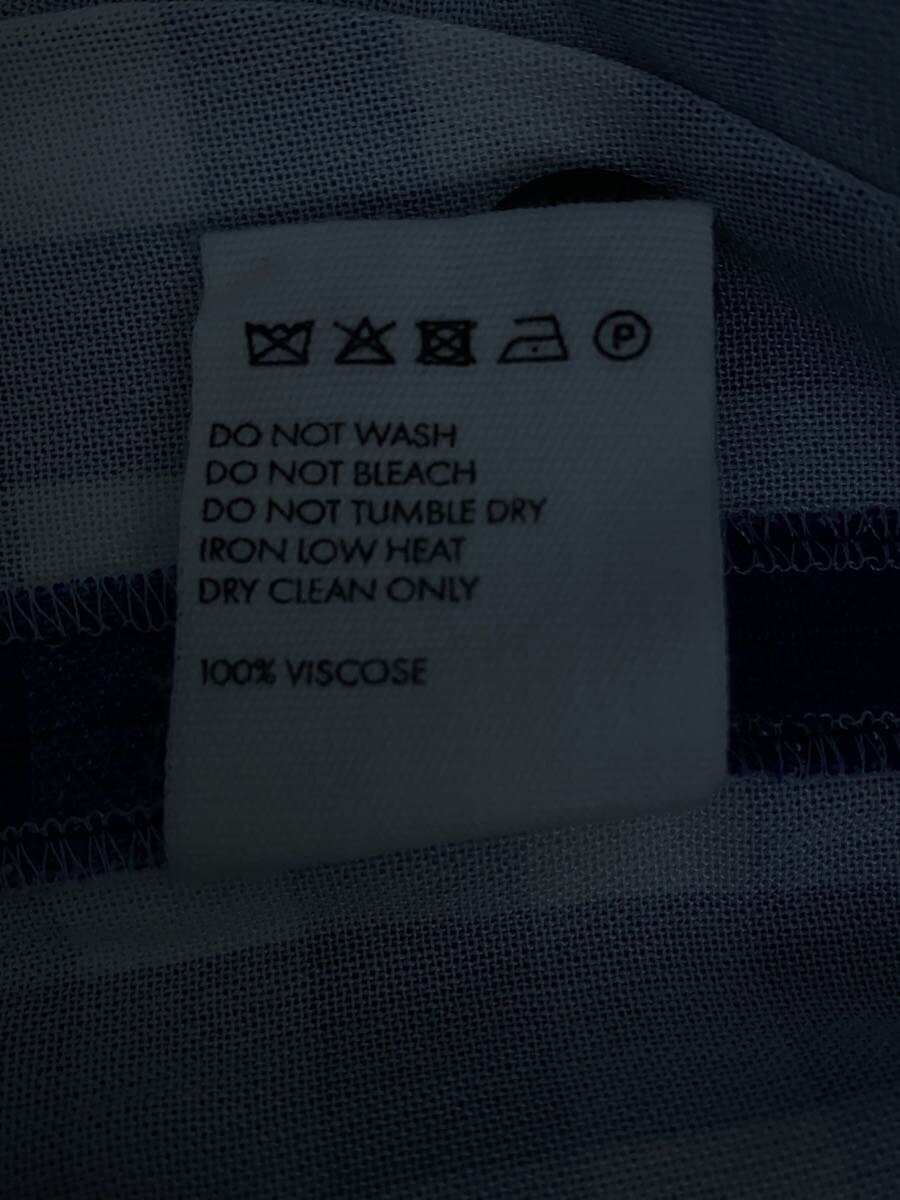 P
DO NOT WASH
DO NOT BLEACH
DO NOT TUMBLE DRY
IRON LOW HEAT
DRY CLEAN ONLY
100% VISCOSE